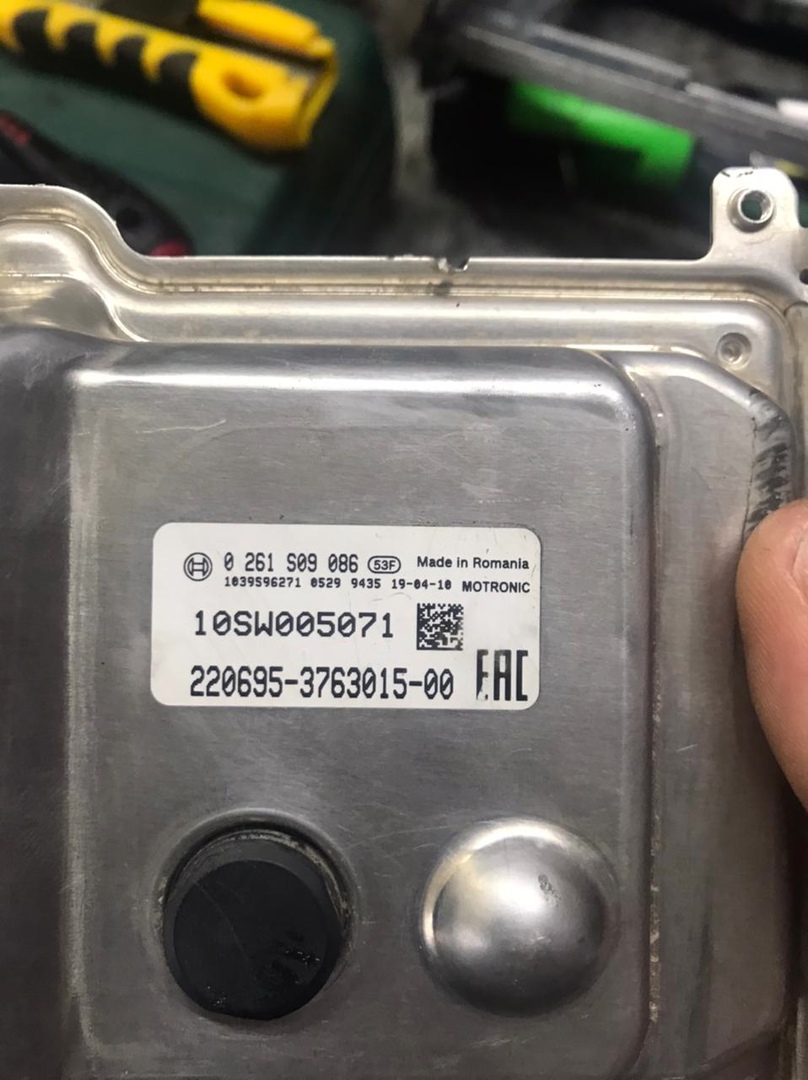 0 261 S09 086 53F Made in Romania
1039S96271 0529 9435 19-04-10 MOTRONIC
10SW005071
220695-3763015-00 EAC